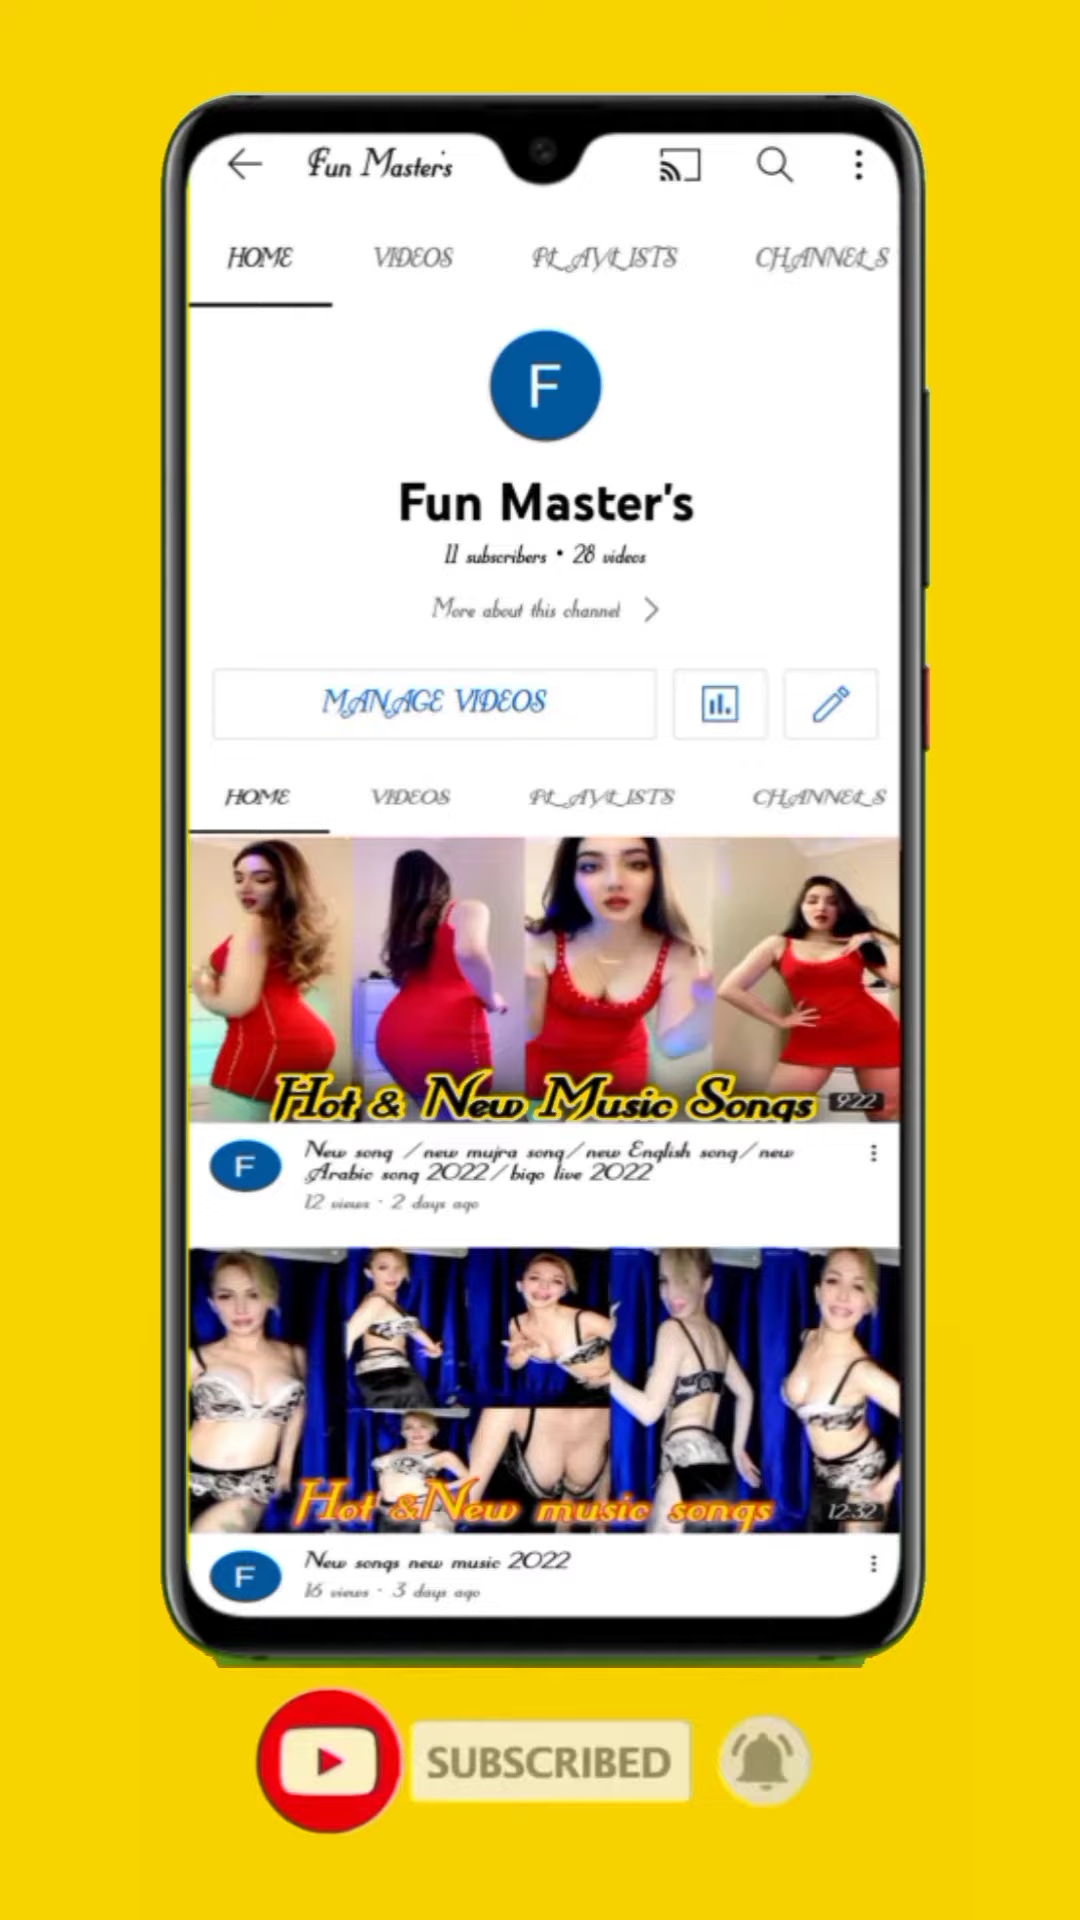 Fun Master's
HOME VIDEOS PLAYLISTS CHANNELS
F
Fun Master's
11 subscribers • 28 videos
More about this channel
MANAGE VIDEOS
HOME VIDEOS PLAYLISTS CHANNELS
Hot & New Music Songs
9:22
F
New song /new mujra song/new English song/new
Arabic song 2022/bigo live 2022
12 views · 2 days ago
Hot &New music songs
12:32
F
New songs new music 2022
16 views · 3 days ago
SUBSCRIBED